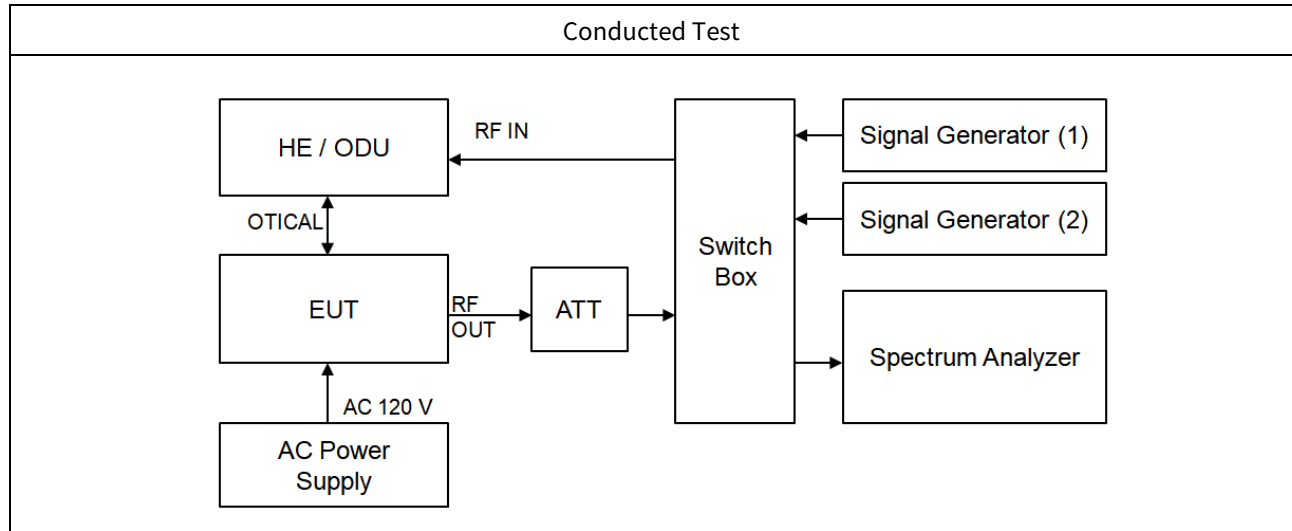 Conducted Test
HE / ODU
RF IN
Signal Generator (1)
Signal Generator (2)
OTICAL
Switch
Box
EUT
RF
OUT
ATT
Spectrum Analyzer
AC 120 V
AC Power
Supply